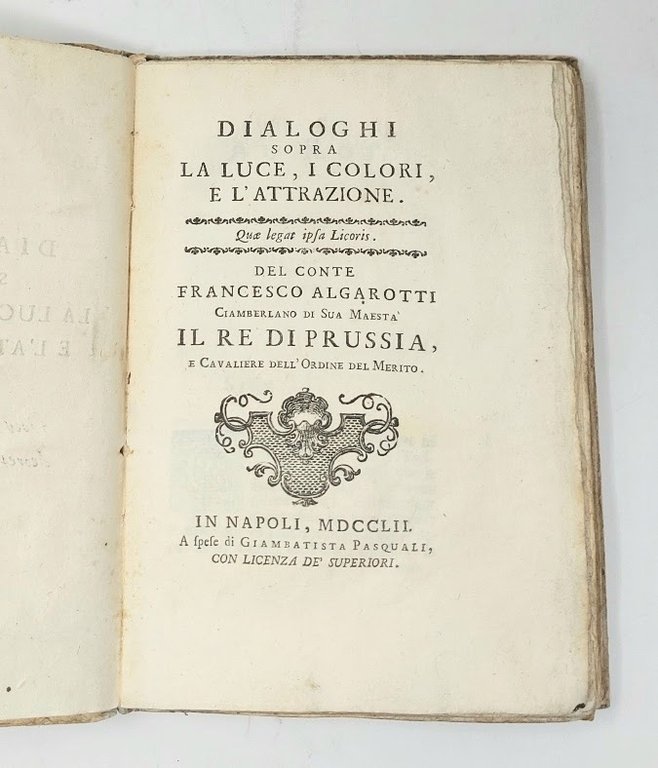 DIALOGHI
SOPRA
LA LUCE, I COLORI,
E L'ATTRAZIONE.
Quæ legat ipſa Licoris.
DEL CONTE
FRANCESCO ALGAROTTI
CIAMBERLANO DI SUA MAESTA'
IL RE DI PRUSSIA,
E CAVALIERE DELL'ORDINE DEL MERITO.
IN NAPOLI, MDCCLII.
A ſpeſe di GIAMBATISTA PASQUALI,
CON LICENZA DE' SUPERIORI.